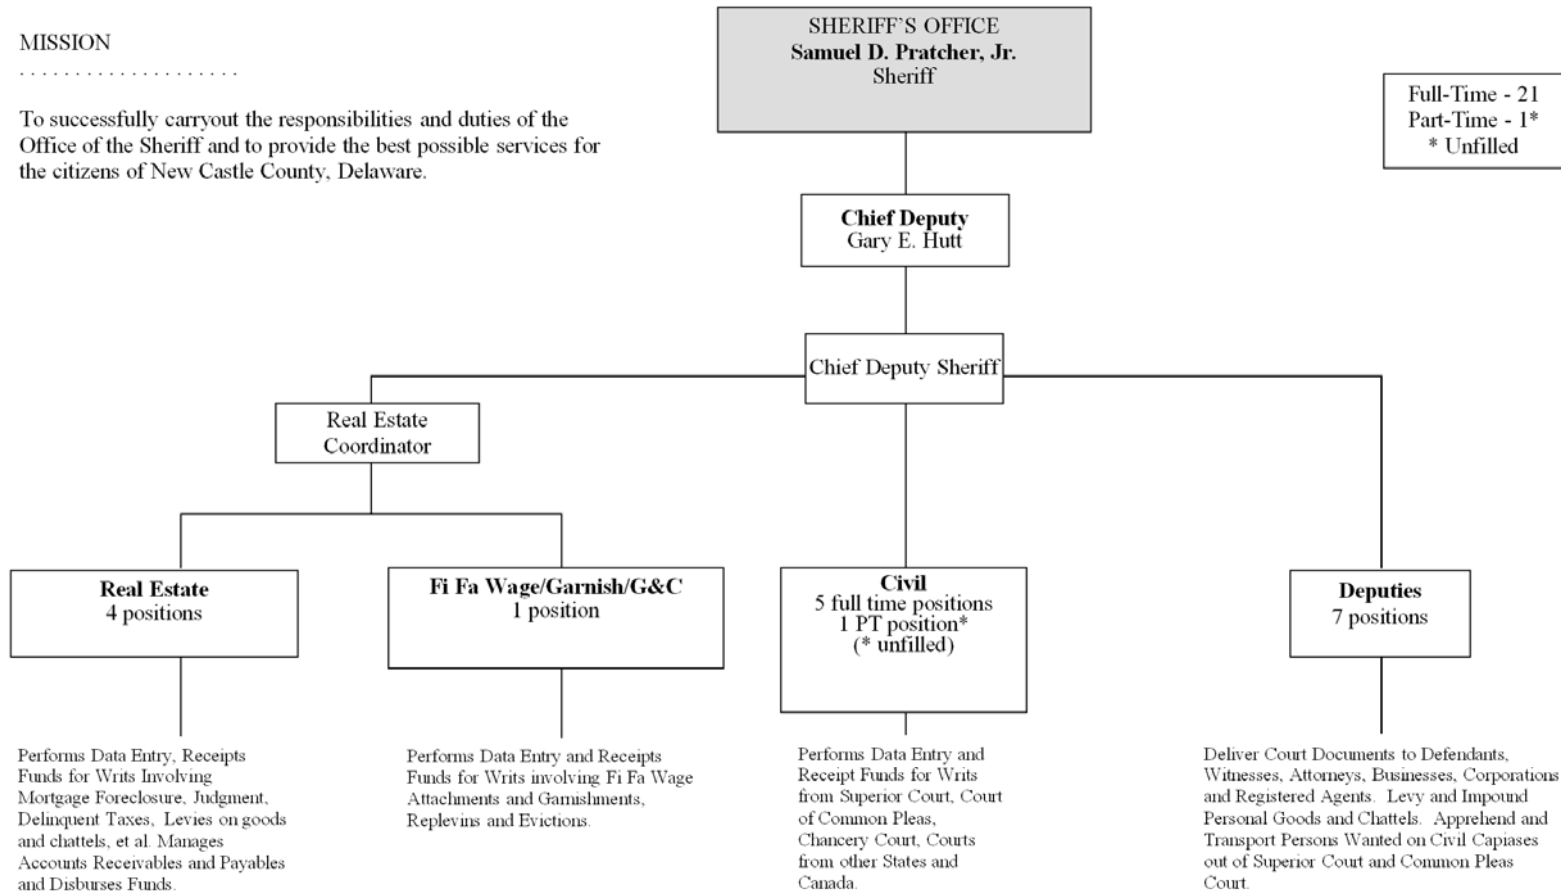 MISSION
. . . . . . . . . . . . . . . . . . . .
To successfully carryout the responsibilities and duties of the
Office of the Sheriff and to provide the best possible services for
the citizens of New Castle County, Delaware.
SHERIFF'S OFFICE
Samuel D. Pratcher, Jr.
Sheriff
Full-Time - 21
Part-Time - 1*
* Unfilled
Chief Deputy
Gary E. Hutt
Chief Deputy Sheriff
Real Estate
Coordinator
Real Estate
4 positions
Fi Fa Wage/Garnish/G&C
1 position
Civil
5 full time positions
1 PT position*
(* unfilled)
Deputies
7 positions
Performs Data Entry, Receipts
Funds for Writs Involving
Mortgage Foreclosure, Judgment,
Delinquent Taxes, Levies on goods
and chattels, et al. Manages
Accounts Receivables and Payables
and Disburses Funds.
Performs Data Entry and Receipts
Funds for Writs involving Fi Fa Wage
Attachments and Garnishments,
Replevins and Evictions.
Performs Data Entry and
Receipt Funds for Writs
from Superior Court, Court
of Common Pleas,
Chancery Court, Courts
from other States and
Canada.
Deliver Court Documents to Defendants,
Witnesses, Attorneys, Businesses, Corporations
and Registered Agents. Levy and Impound
Personal Goods and Chattels. Apprehend and
Transport Persons Wanted on Civil Capiases
out of Superior Court and Common Pleas
Court.